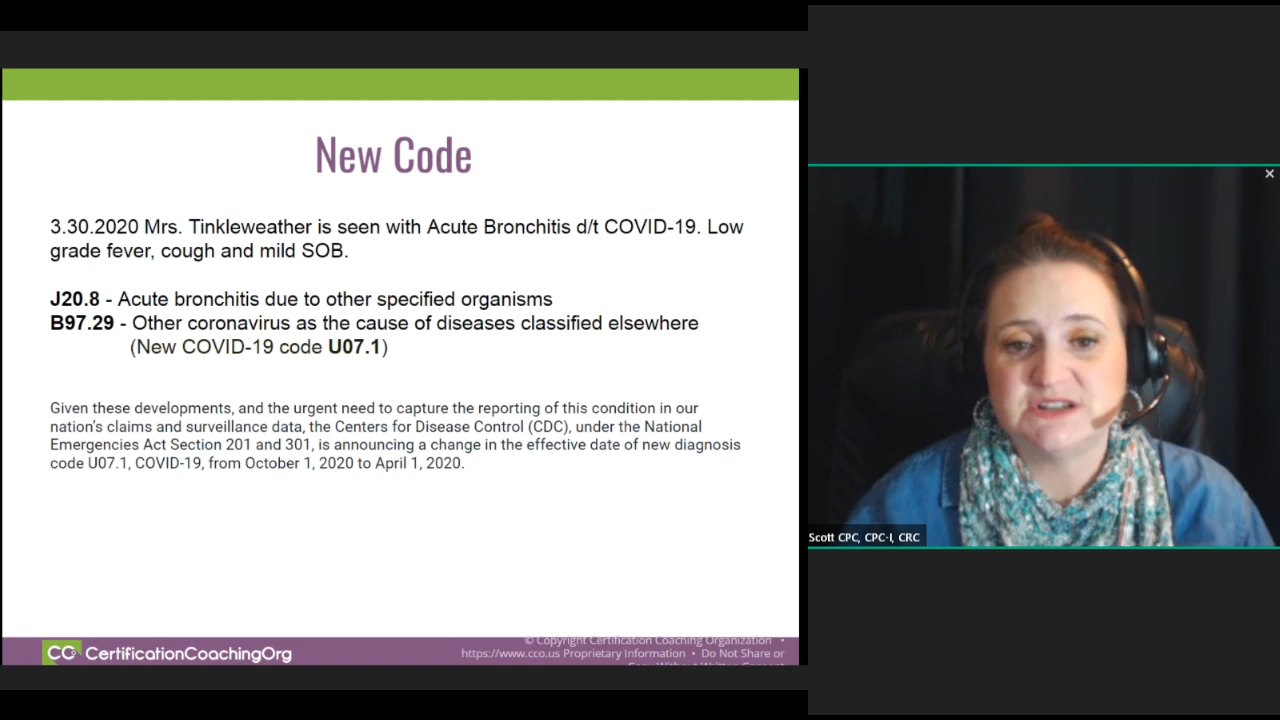 New Code
3.30.2020 Mrs. Tinkleweather is seen with Acute Bronchitis d/t COVID-19. Low
grade fever, cough and mild SOB.
J20.8 - Acute bronchitis due to other specified organisms
B97.29 - Other coronavirus as the cause of diseases classified elsewhere
(New COVID-19 code U07.1)
Given these developments, and the urgent need to capture the reporting of this condition in our
nation's claims and surveillance data, the Centers for Disease Control (CDC), under the National
Emergencies Act Section 201 and 301, is announcing a change in the effective date of new diagnosis
code U07.1, COVID-19, from October 1, 2020 to April 1, 2020.
CCO CertificationCoachingOrg
© Copyright Certification Coaching Organization •
https://www.cco.us Proprietary Information • Do Not Share or
Copy Without Written Consent
Scott CPC, CPC-I, CRC